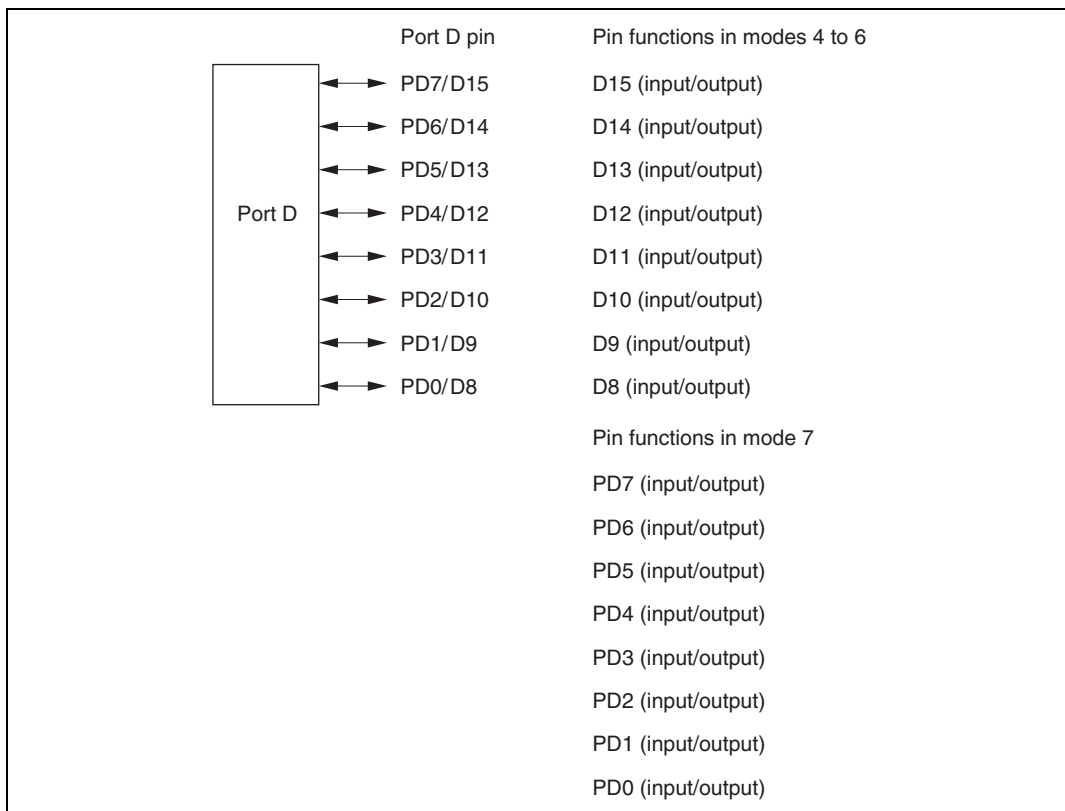 Port D pin Pin functions in modes 4 to 6
PD7/D15 D15 (input/output)
PD6/D14 D14 (input/output)
PD5/D13 D13 (input/output)
Port D PD4/D12 D12 (input/output)
PD3/D11 D11 (input/output)
PD2/D10 D10 (input/output)
PD1/D9 D9 (input/output)
PD0/D8 D8 (input/output)
Pin functions in mode 7
PD7 (input/output)
PD6 (input/output)
PD5 (input/output)
PD4 (input/output)
PD3 (input/output)
PD2 (input/output)
PD1 (input/output)
PD0 (input/output)